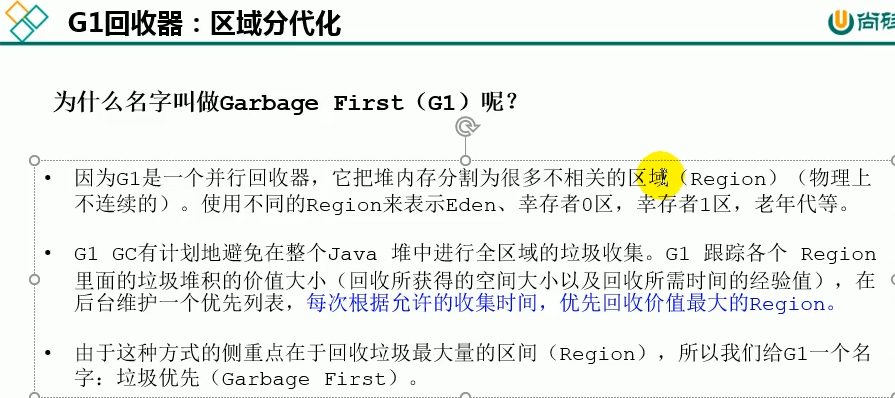 G1回收器：区域分代化
尚硅
为什么名字叫做Garbage First（G1）呢？
• 因为G1是一个并行回收器，它把堆内存分割为很多不相关的区域（Region）（物理上
不连续的）。使用不同的Region来表示Eden、幸存者0区，幸存者1区，老年代等。
• G1 GC有计划地避免在整个Java 堆中进行全区域的垃圾收集。G1 跟踪各个 Region
里面的垃圾堆积的价值大小（回收所获得的空间大小以及回收所需时间的经验值），在
后台维护一个优先列表，每次根据允许的收集时间，优先回收价值最大的Region。
• 由于这种方式的侧重点在于回收垃圾最大量的区间（Region），所以我们给G1一个名
字：垃圾优先（Garbage First）。